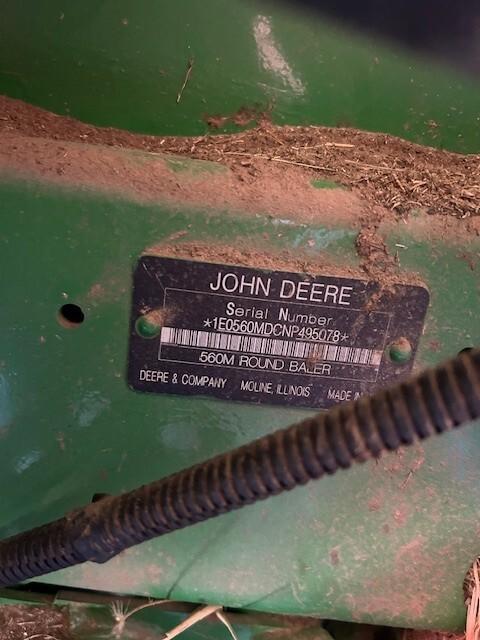 JOHN DEERE
Serial Number
*1E0560MDCNP495078*
560M ROUND BALER
DEERE & COMPANY MOLINE, ILLINOIS MADE IN